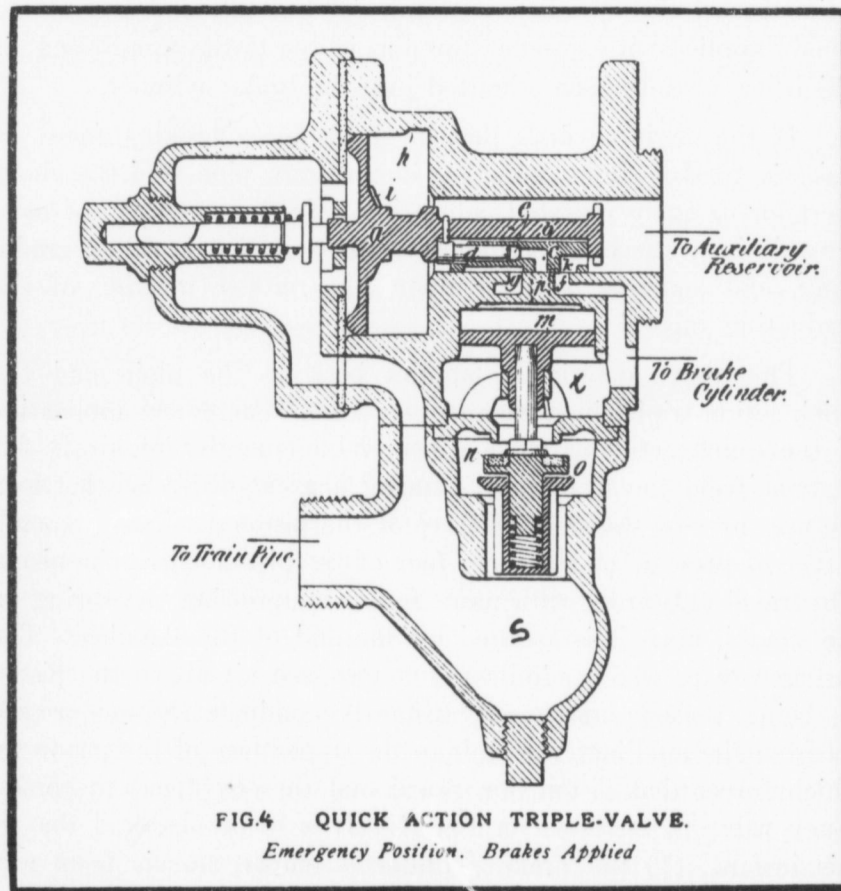 h
i
a
c
b
d
k
g
p
f
To Auxiliary
Reservoir.
m
To Brake
Cylinder.
n
o
To Train Pipe.
S
FIG.4 QUICK ACTION TRIPLE-VALVE.
Emergency Position. Brakes Applied